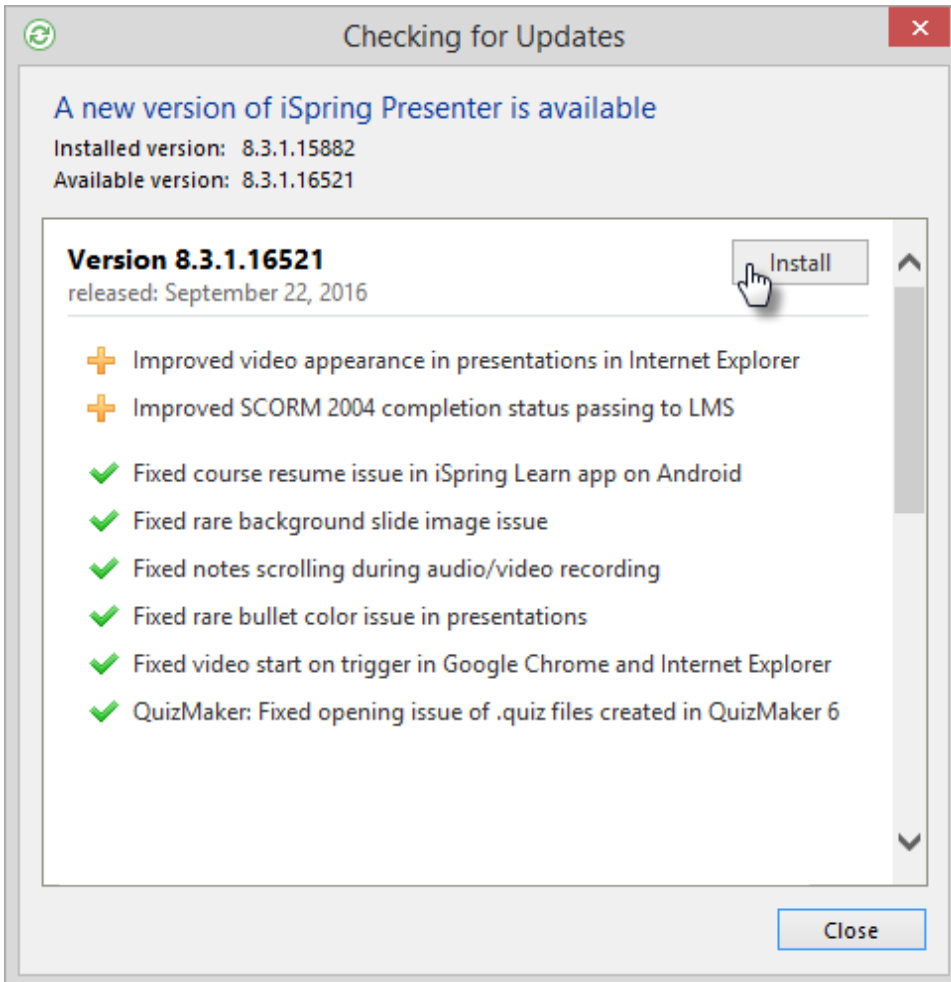 Checking for Updates
A new version of iSpring Presenter is available
Installed version: 8.3.1.15882
Available version: 8.3.1.16521
Version 8.3.1.16521
Install
released: September 22, 2016
Improved video appearance in presentations in Internet Explorer
Improved SCORM 2004 completion status passing to LMS
Fixed course resume issue in iSpring Learn app on Android
Fixed rare background slide image issue
Fixed notes scrolling during audio/video recording
Fixed rare bullet color issue in presentations
Fixed video start on trigger in Google Chrome and Internet Explorer
QuizMaker: Fixed opening issue of .quiz files created in QuizMaker 6
Close